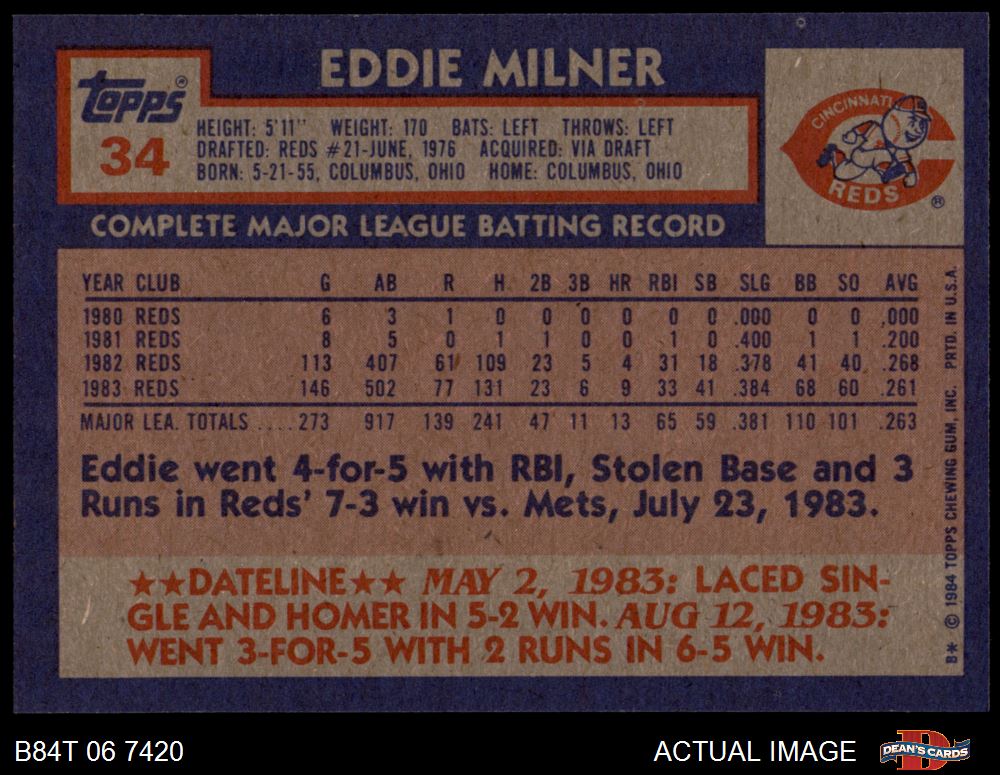 EDDIE MILNER
Topps®
34
HEIGHT: 5'11" WEIGHT: 170 BATS: LEFT THROWS: LEFT
DRAFTED: REDS #21-JUNE, 1976 ACQUIRED: VIA DRAFT
BORN: 5-21-55, COLUMBUS, OHIO HOME: COLUMBUS, OHIO
CINCINNATI
REDS
®
COMPLETE MAJOR LEAGUE BATTING RECORD
YEAR CLUB G AB R H 2B 3B HR RBI SB SLG BB SO AVG
1980 REDS 6 3 1 0 0 0 0 0 0 .000 0 0 .000
1981 REDS 8 5 0 1 1 0 0 1 0 .400 1 1 .200
1982 REDS 113 407 61 109 23 5 4 31 18 .378 41 40 .268
1983 REDS 146 502 77 131 23 6 9 33 41 .384 68 60 .261
MAJOR LEA. TOTALS ....273 917 139 241 47 11 13 65 59 .381 110 101 .263
Eddie went 4-for-5 with RBI, Stolen Base and 3
Runs in Reds' 7-3 win vs. Mets, July 23, 1983.
★★DATELINE★★ MAY 2, 1983: LACED SIN-
GLE AND HOMER IN 5-2 WIN. AUG 12, 1983:
WENT 3-FOR-5 WITH 2 RUNS IN 6-5 WIN.
B* © 1984 TOPPS CHEWING GUM, INC. PRTD. IN U.S.A.
B84T 06 7420
ACTUAL IMAGE
D
DEAN'S CARDS